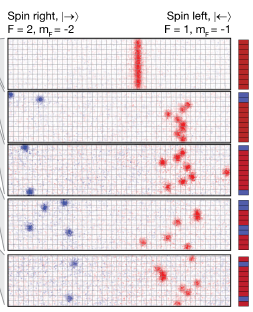 Spin right, |→⟩
F = 2, m_F = -2
Spin left, |←⟩
F = 1, m_F = -1